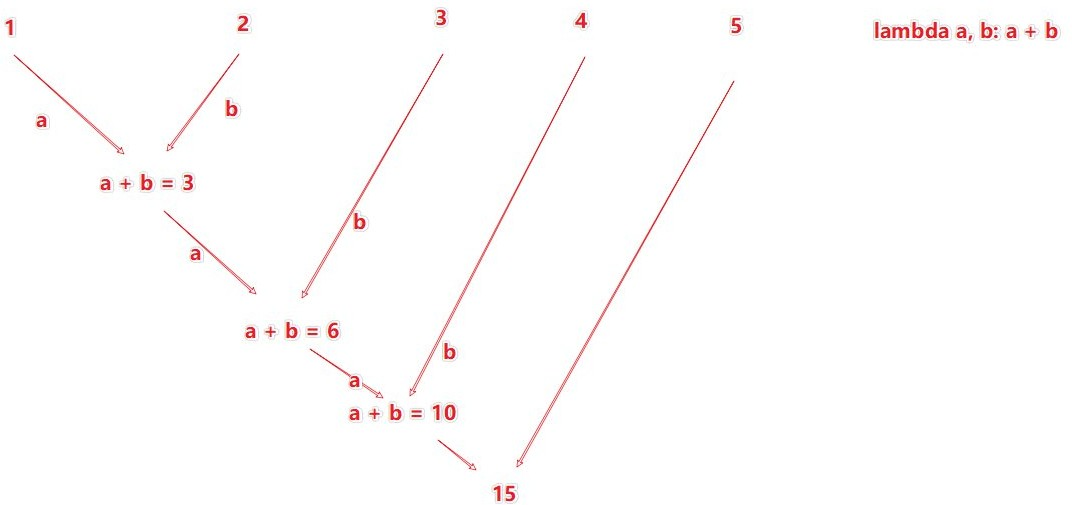 1 2 3 4 5 lambda a, b: a + b
a b
a + b = 3
a b
a + b = 6
a b
a + b = 10
15